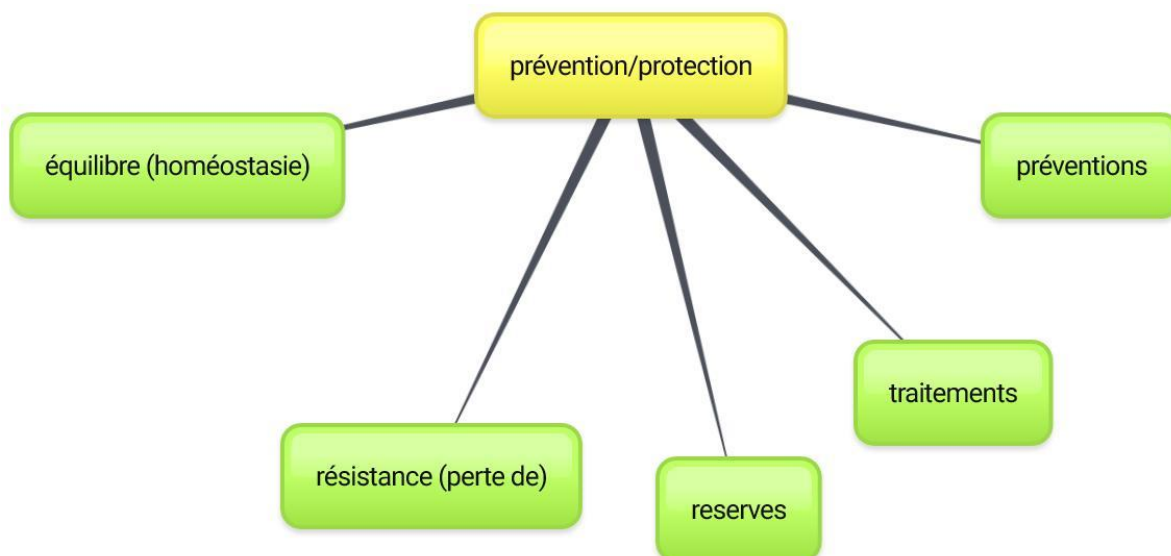 prévention/protection
équilibre (homéostasie)
préventions
traitements
résistance (perte de)
reserves